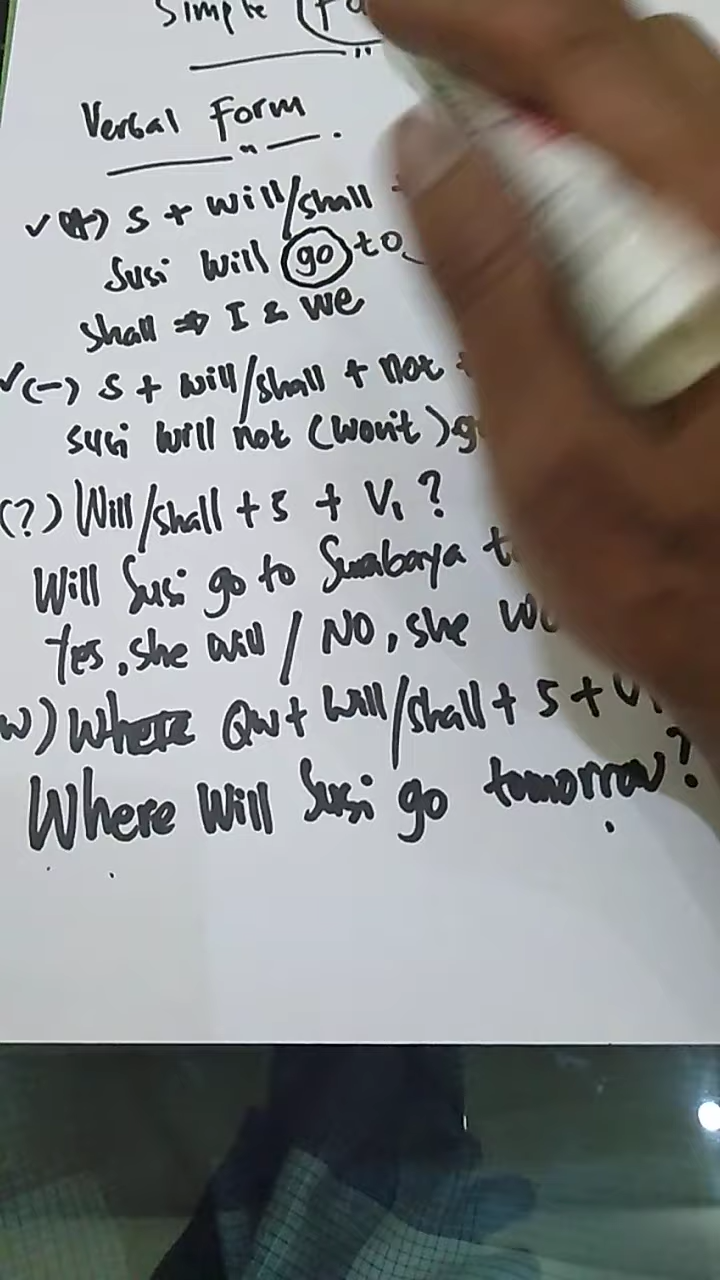 Simple
Verbal Form
(+) S + will/shall
Susi will go to
Shall ⇒ I & We
(-) S + will/shall + not +
susi will not (won't) g
(?) Will/shall + S + V₁ ?
Will Susi go to Surabaya t
Yes, she will / NO, she wo
w) Where QW+ Will/shall + S + V₁
Where Will Susi go tomorrow?